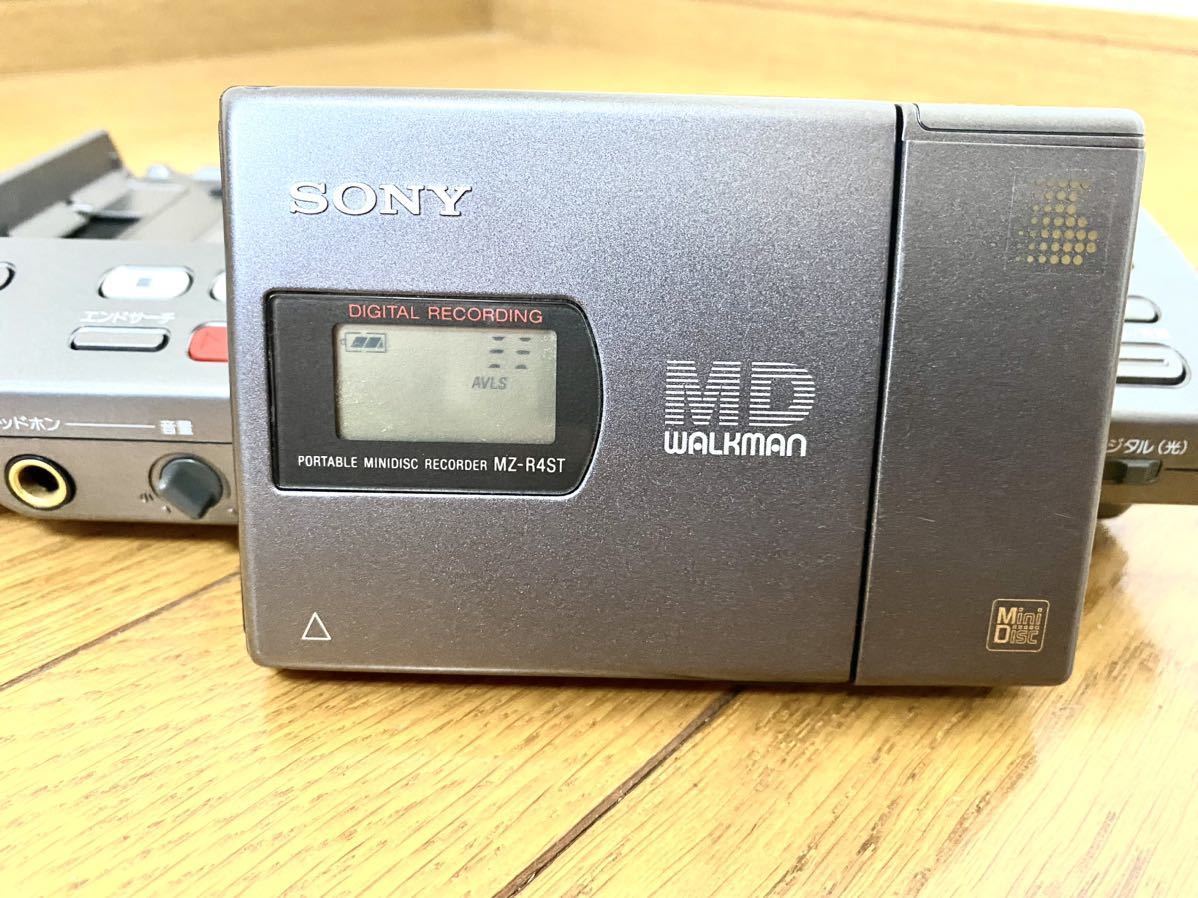 SONY
DIGITAL RECORDING
AVLS
PORTABLE MINIDISC RECORDER MZ-R4ST
MD
WALKMAN
Mini
Disc
エンドサーチ
ッドホン
音量
小
ジタル(光)